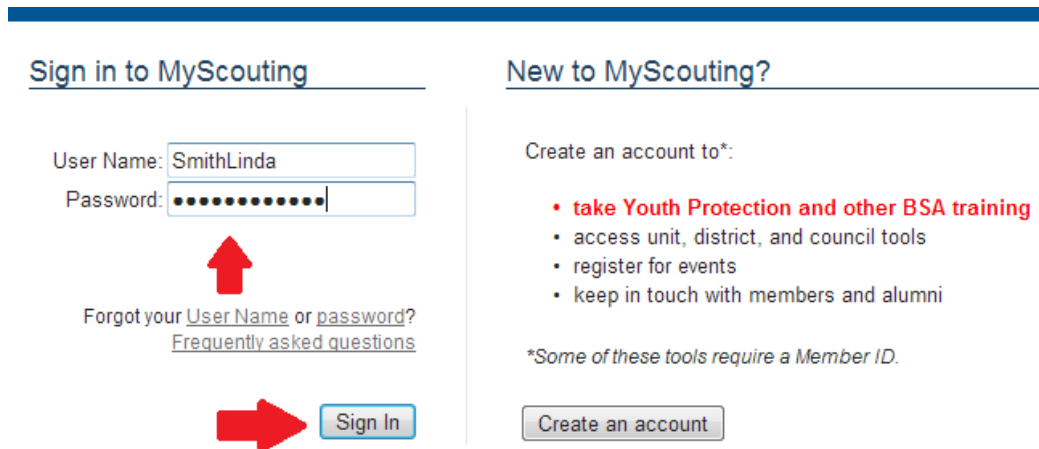 Sign in to MyScouting
User Name: SmithLinda
Password: ●●●●●●●●●●●●
Forgot your User Name or password?
Frequently asked questions
Sign In
New to MyScouting?
Create an account to*:
• take Youth Protection and other BSA training
• access unit, district, and council tools
• register for events
• keep in touch with members and alumni
*Some of these tools require a Member ID.
Create an account